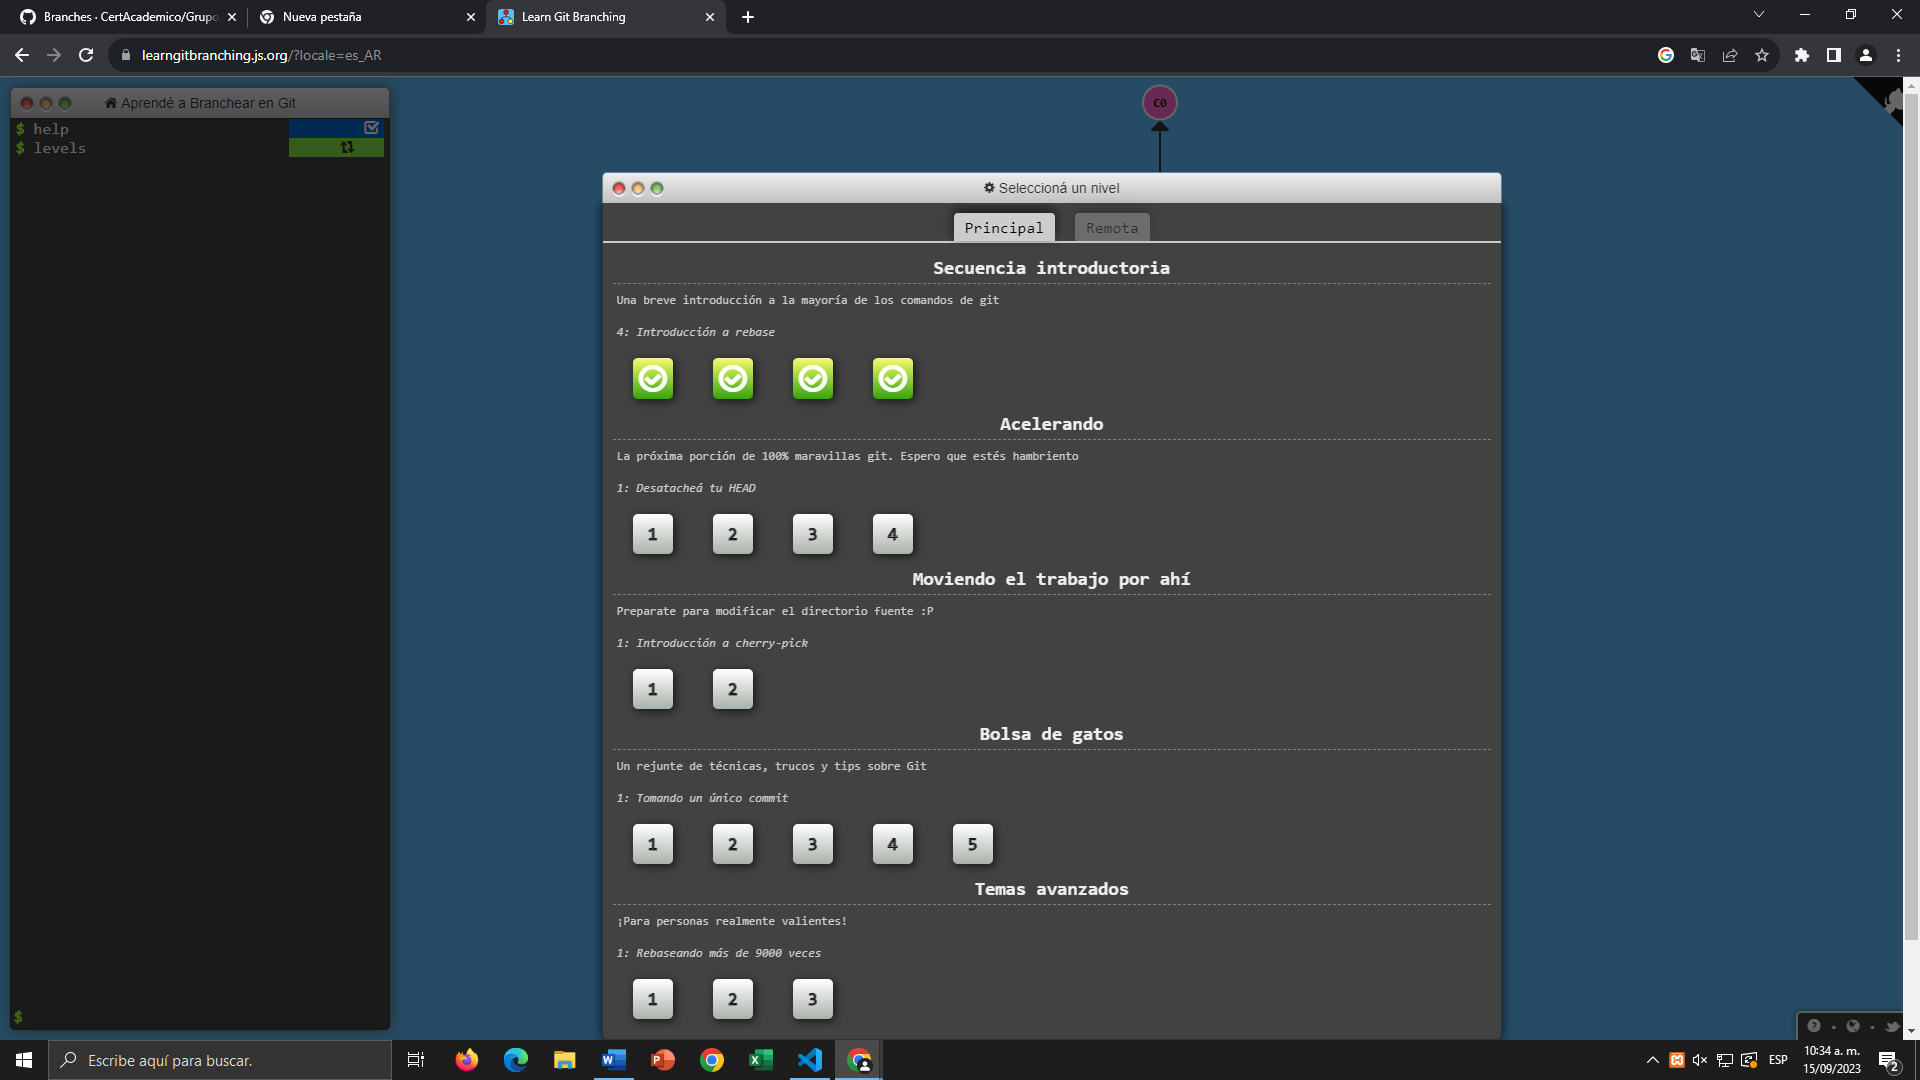 Branches · CertAcademico/Grupo
Nueva pestaña
Learn Git Branching
learngitbranching.js.org/?locale=es_AR
Aprendé a Branchear en Git
$ help
$ levels
$
C0
Seleccioná un nivel
Principal
Remota
Secuencia introductoria
Una breve introducción a la mayoría de los comandos de git
4: Introducción a rebase
Acelerando
La próxima porción de 100% maravillas git. Espero que estés hambriento
1: Desatacheá tu HEAD
1 2 3 4
Moviendo el trabajo por ahí
Preparate para modificar el directorio fuente :P
1: Introducción a cherry-pick
1 2
Bolsa de gatos
Un rejunte de técnicas, trucos y tips sobre Git
1: Tomando un único commit
1 2 3 4 5
Temas avanzados
¡Para personas realmente valientes!
1: Rebaseando más de 9000 veces
1 2 3
Escribe aquí para buscar.
ESP
10:34 a. m.
15/09/2023
2